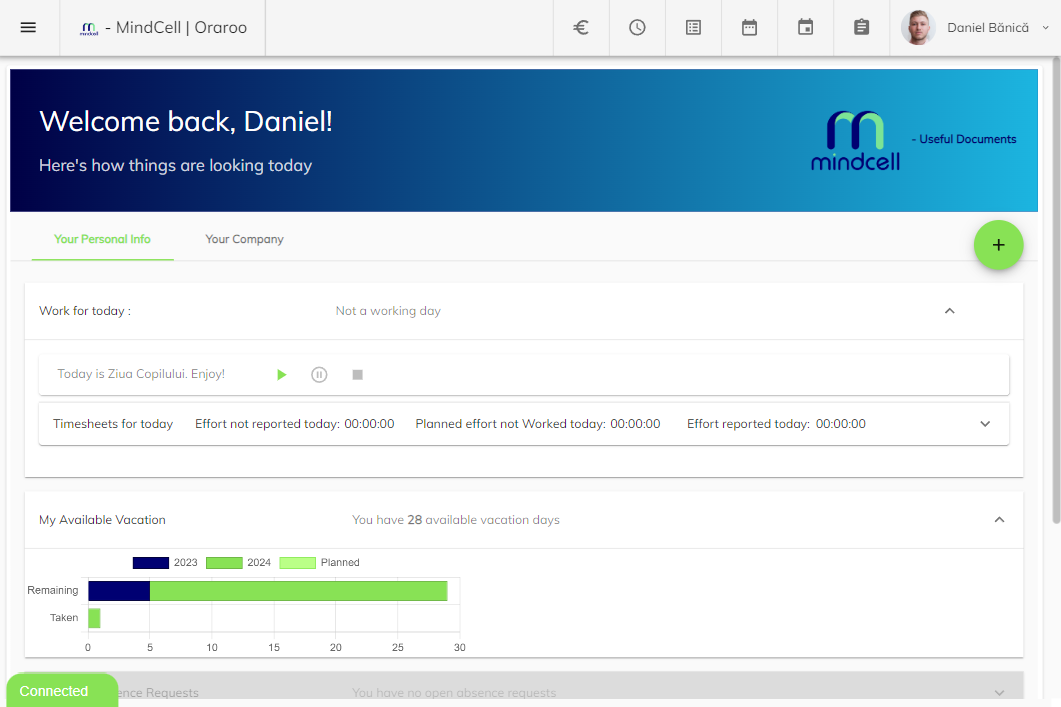 mindcell - MindCell | Oraroo
Daniel Bănică
Welcome back, Daniel!
Here's how things are looking today
mindcell
- Useful Documents
Your Personal Info Your Company
+
Work for today : Not a working day
Today is Ziua Copilului. Enjoy!
Timesheets for today Effort not reported today: 00:00:00 Planned effort not Worked today: 00:00:00 Effort reported today: 00:00:00
My Available Vacation You have 28 available vacation days
2023 2024 Planned
Remaining
Taken
0 5 10 15 20 25 30
Connected
ence Requests You have no open absence requests